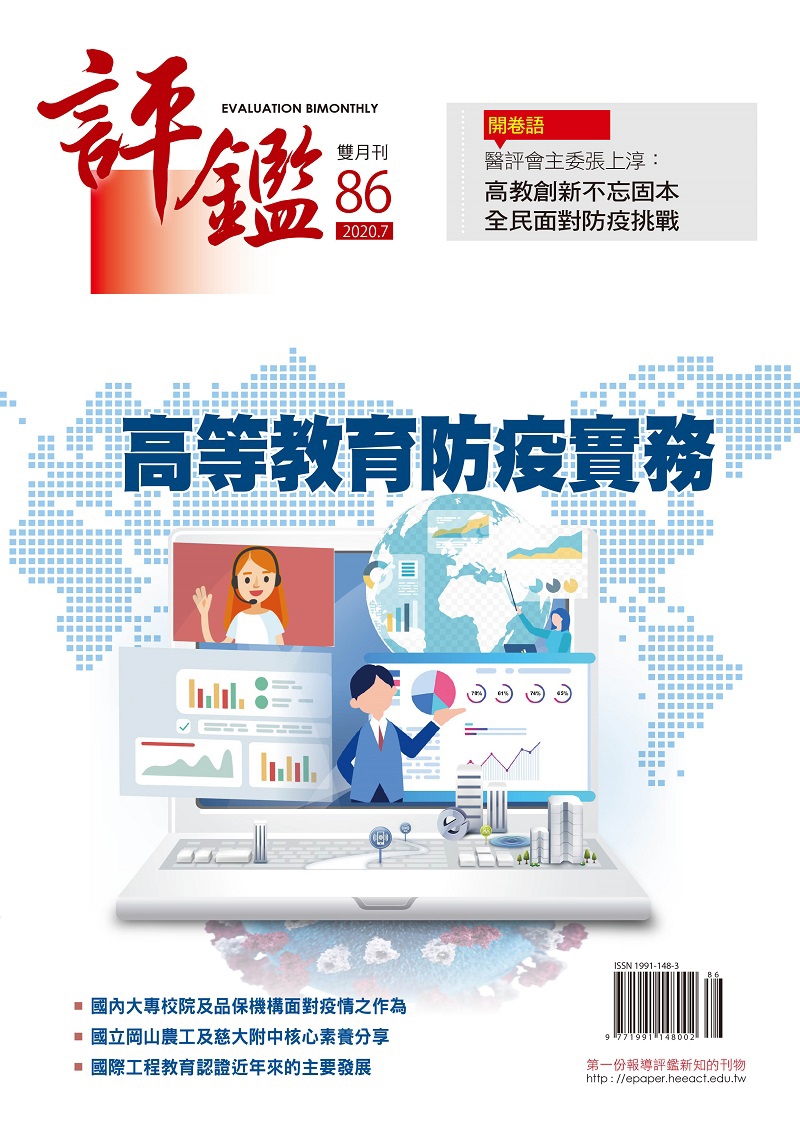 評鑑
EVALUATION BIMONTHLY
雙月刊
86
2020.7
開卷語
醫評會主委張上淳：
高教創新不忘固本
全民面對防疫挑戰
高等教育防疫實務
79% 61% 74% 65%
國內大專校院及品保機構面對疫情之作為
國立岡山農工及慈大附中核心素養分享
國際工程教育認證近年來的主要發展
ISSN 1991-148-3
86
9 771991 148002
第一份報導評鑑新知的刊物
http : //epaper.heeact.edu.tw